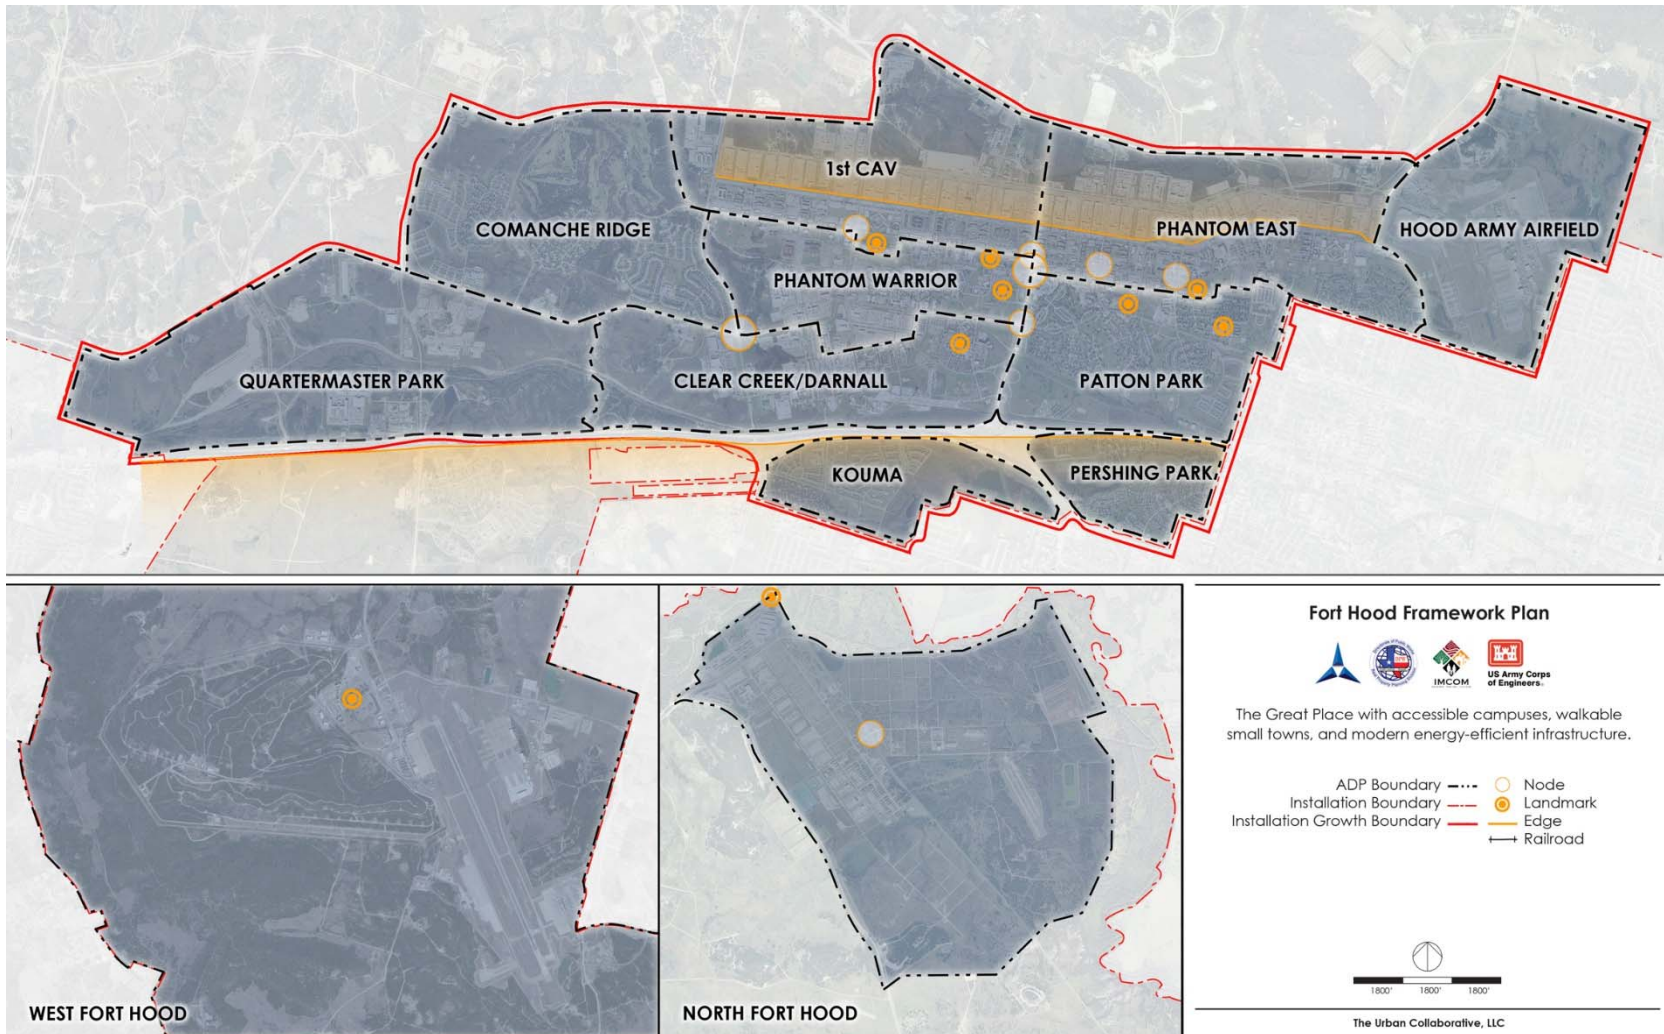 1st CAV
COMANCHE RIDGE
PHANTOM EAST
HOOD ARMY AIRFIELD
PHANTOM WARRIOR
QUARTERMASTER PARK
CLEAR CREEK/DARNALL
PATTON PARK
KOUMA
PERSHING PARK
WEST FORT HOOD
NORTH FORT HOOD
Fort Hood Framework Plan
IMCOM
US Army Corps
of Engineers
The Great Place with accessible campuses, walkable
small towns, and modern energy-efficient infrastructure.
ADP Boundary
Installation Boundary
Installation Growth Boundary
Node
Landmark
Edge
Railroad
1800' 1800' 1800'
The Urban Collaborative, LLC